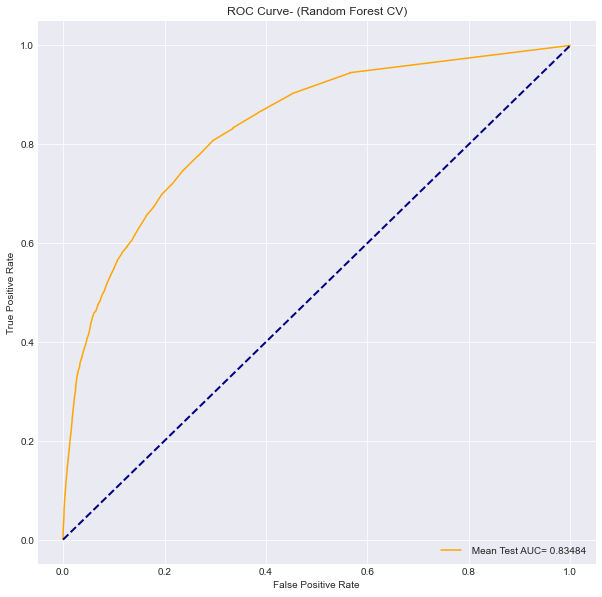 ROC Curve- (Random Forest CV)
1.0
0.8
0.6
0.4
0.2
0.0
True Positive Rate
Mean Test AUC= 0.83484
0.0 0.2 0.4 0.6 0.8 1.0
False Positive Rate